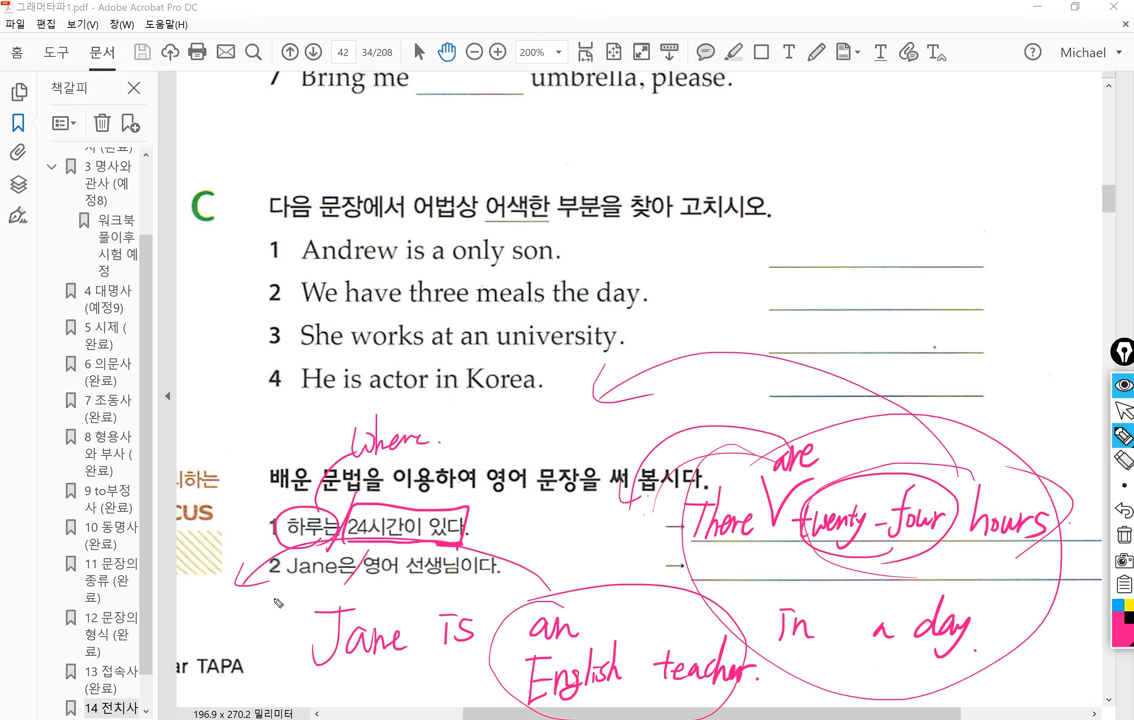 그래머타파1.pdf - Adobe Acrobat Pro DC
파일 편집 보기(V) 창(W) 도움말(H)
홈 도구 문서 42 34/208 200% Michael
책갈피
사 (완료)
3 명사와
관사 (예
정8)
워크북
풀이후
시험 예
정
4 대명사
(예정9)
5 시제 (
완료)
6 의문사
(완료)
7 조동사
(완료)
8 형용사
와 부사 (
완료)
9 to부정
사 (완료)
10 동명사
(완료)
11 문장의
종류 (완
료)
12 문장의
형식 (완
료)
13 접속사
(완료)
14 전치사
7 Bring me ________ umbrella, please.
C 다음 문장에서 어법상 어색한 부분을 찾아 고치시오.
1 Andrew is a only son.
2 We have three meals the day.
3 She works at an university.
4 He is actor in Korea.
where.
하는
CUS
배운 문법을 이용하여 영어 문장을 써 봅시다.
are
1 하루는 24시간이 있다. → There twenty-four hours
2 Jane은 영어 선생님이다. →
in a day.
Jane is an
English teacher.
ar TAPA
196.9 x 270.2 밀리미터